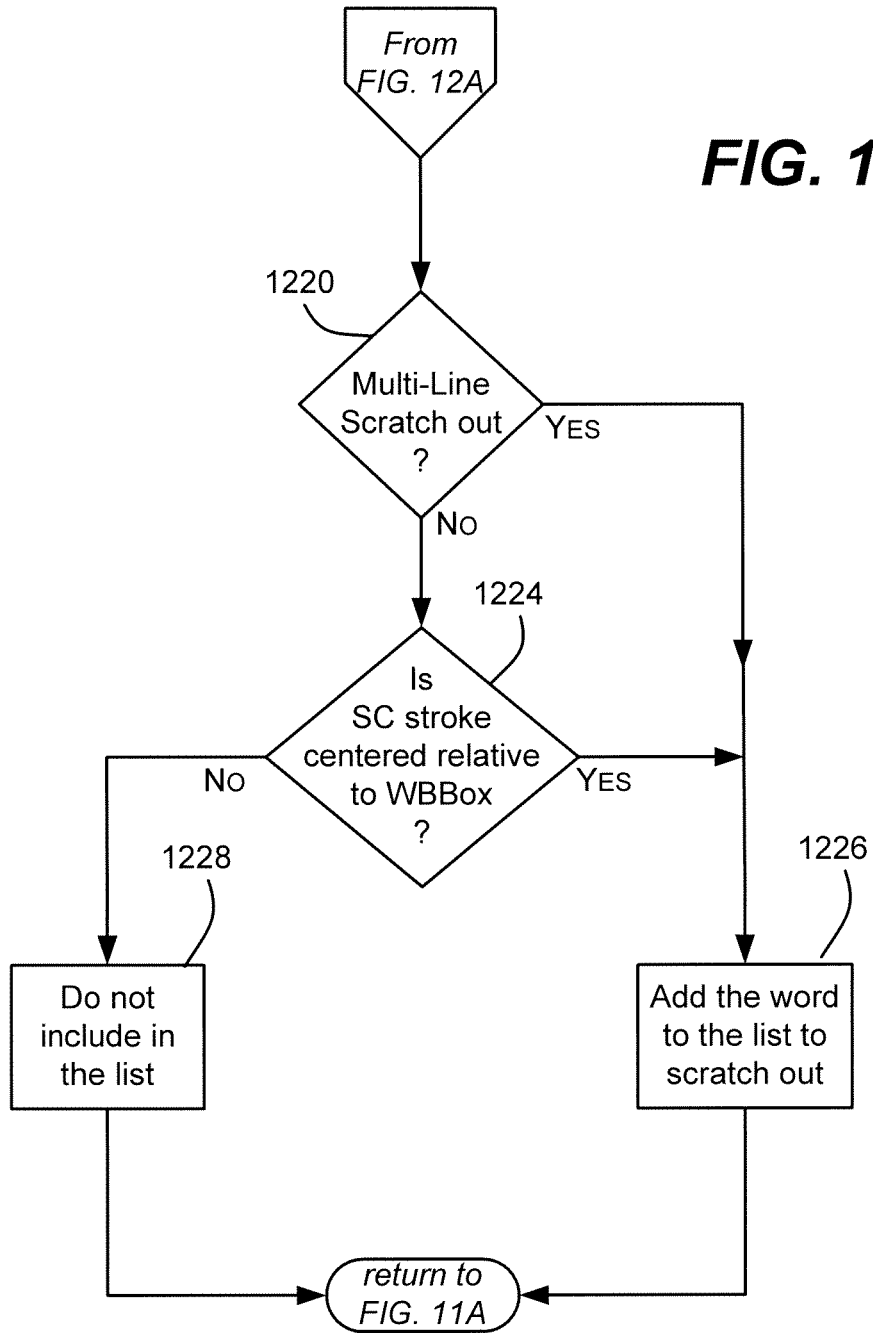 From
FIG. 12A
FIG. 1
1220
Multi-Line
Scratch out
?
YES
NO
1224
Is
SC stroke
centered relative
to WBBox
?
NO
YES
1228
1226
Do not
include in
the list
Add the word
to the list to
scratch out
return to
FIG. 11A